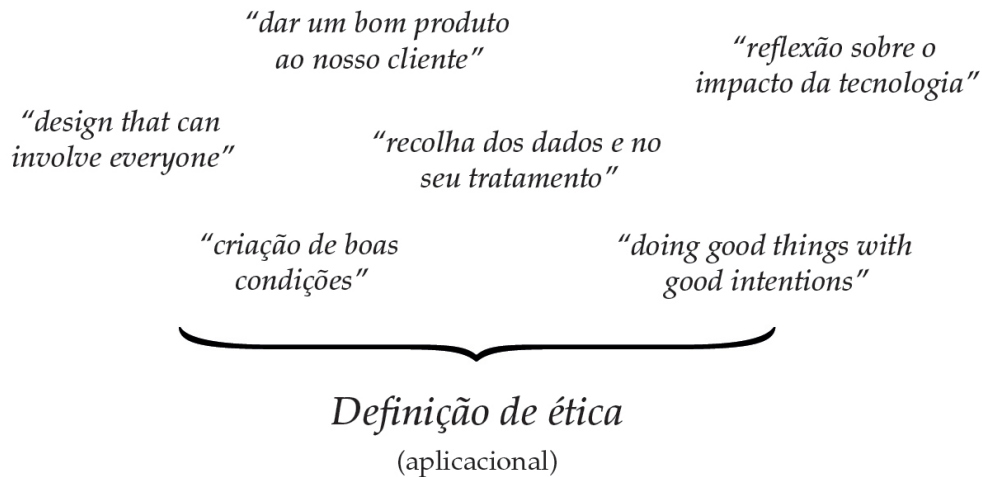 “dar um bom produto
ao nosso cliente”
“reflexão sobre o
impacto da tecnologia”
“design that can
involve everyone”
“recolha dos dados e no
seu tratamento”
“criação de boas
condições”
“doing good things with
good intentions”
Definição de ética
(aplicacional)